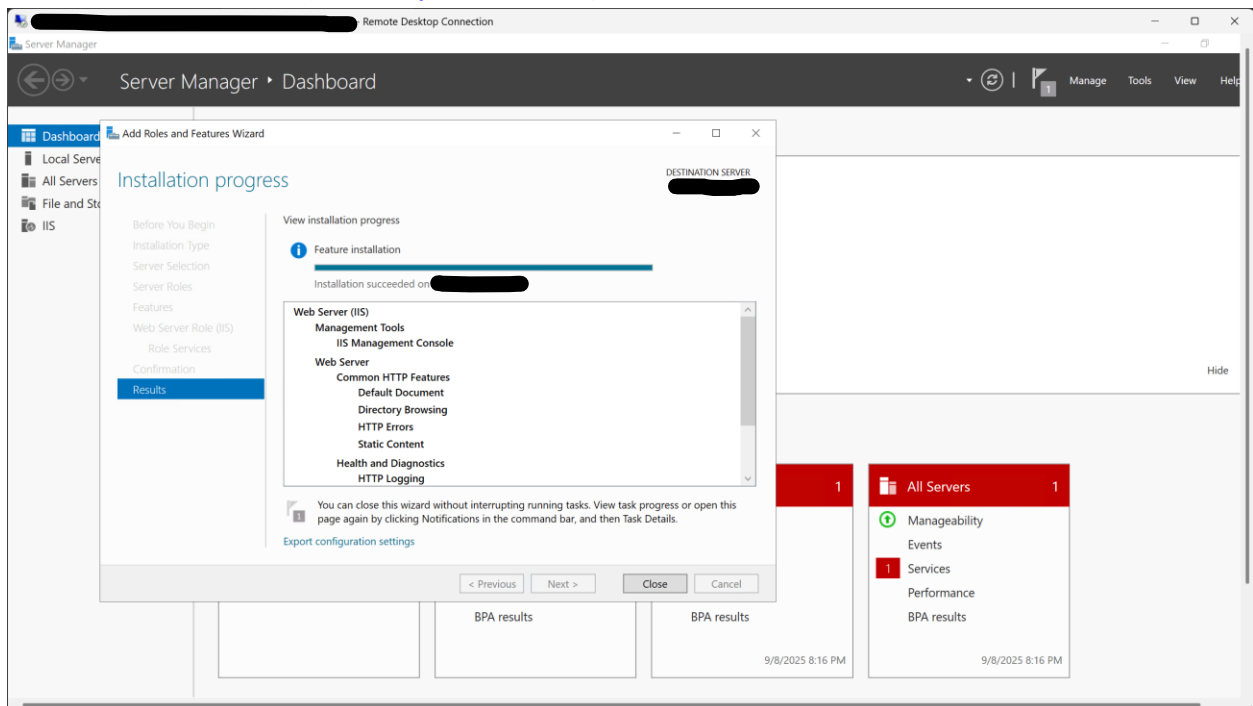 - Remote Desktop Connection
Server Manager
Server Manager • Dashboard
1
Manage Tools View Help
Dashboard
Local Serve
All Servers
File and Sto
IIS
Add Roles and Features Wizard
Installation progress
DESTINATION SERVER
Before You Begin
Installation Type
Server Selection
Server Roles
Features
Web Server Role (IIS)
Role Services
Confirmation
Results
View installation progress
Feature installation
Installation succeeded on
Web Server (IIS)
Management Tools
IIS Management Console
Web Server
Common HTTP Features
Default Document
Directory Browsing
HTTP Errors
Static Content
Health and Diagnostics
HTTP Logging
1
You can close this wizard without interrupting running tasks. View task progress or open this
page again by clicking Notifications in the command bar, and then Task Details.
Export configuration settings
< Previous Next > Close Cancel
Hide
BPA results
1
BPA results
9/8/2025 8:16 PM
All Servers 1
Manageability
Events
1 Services
Performance
BPA results
9/8/2025 8:16 PM